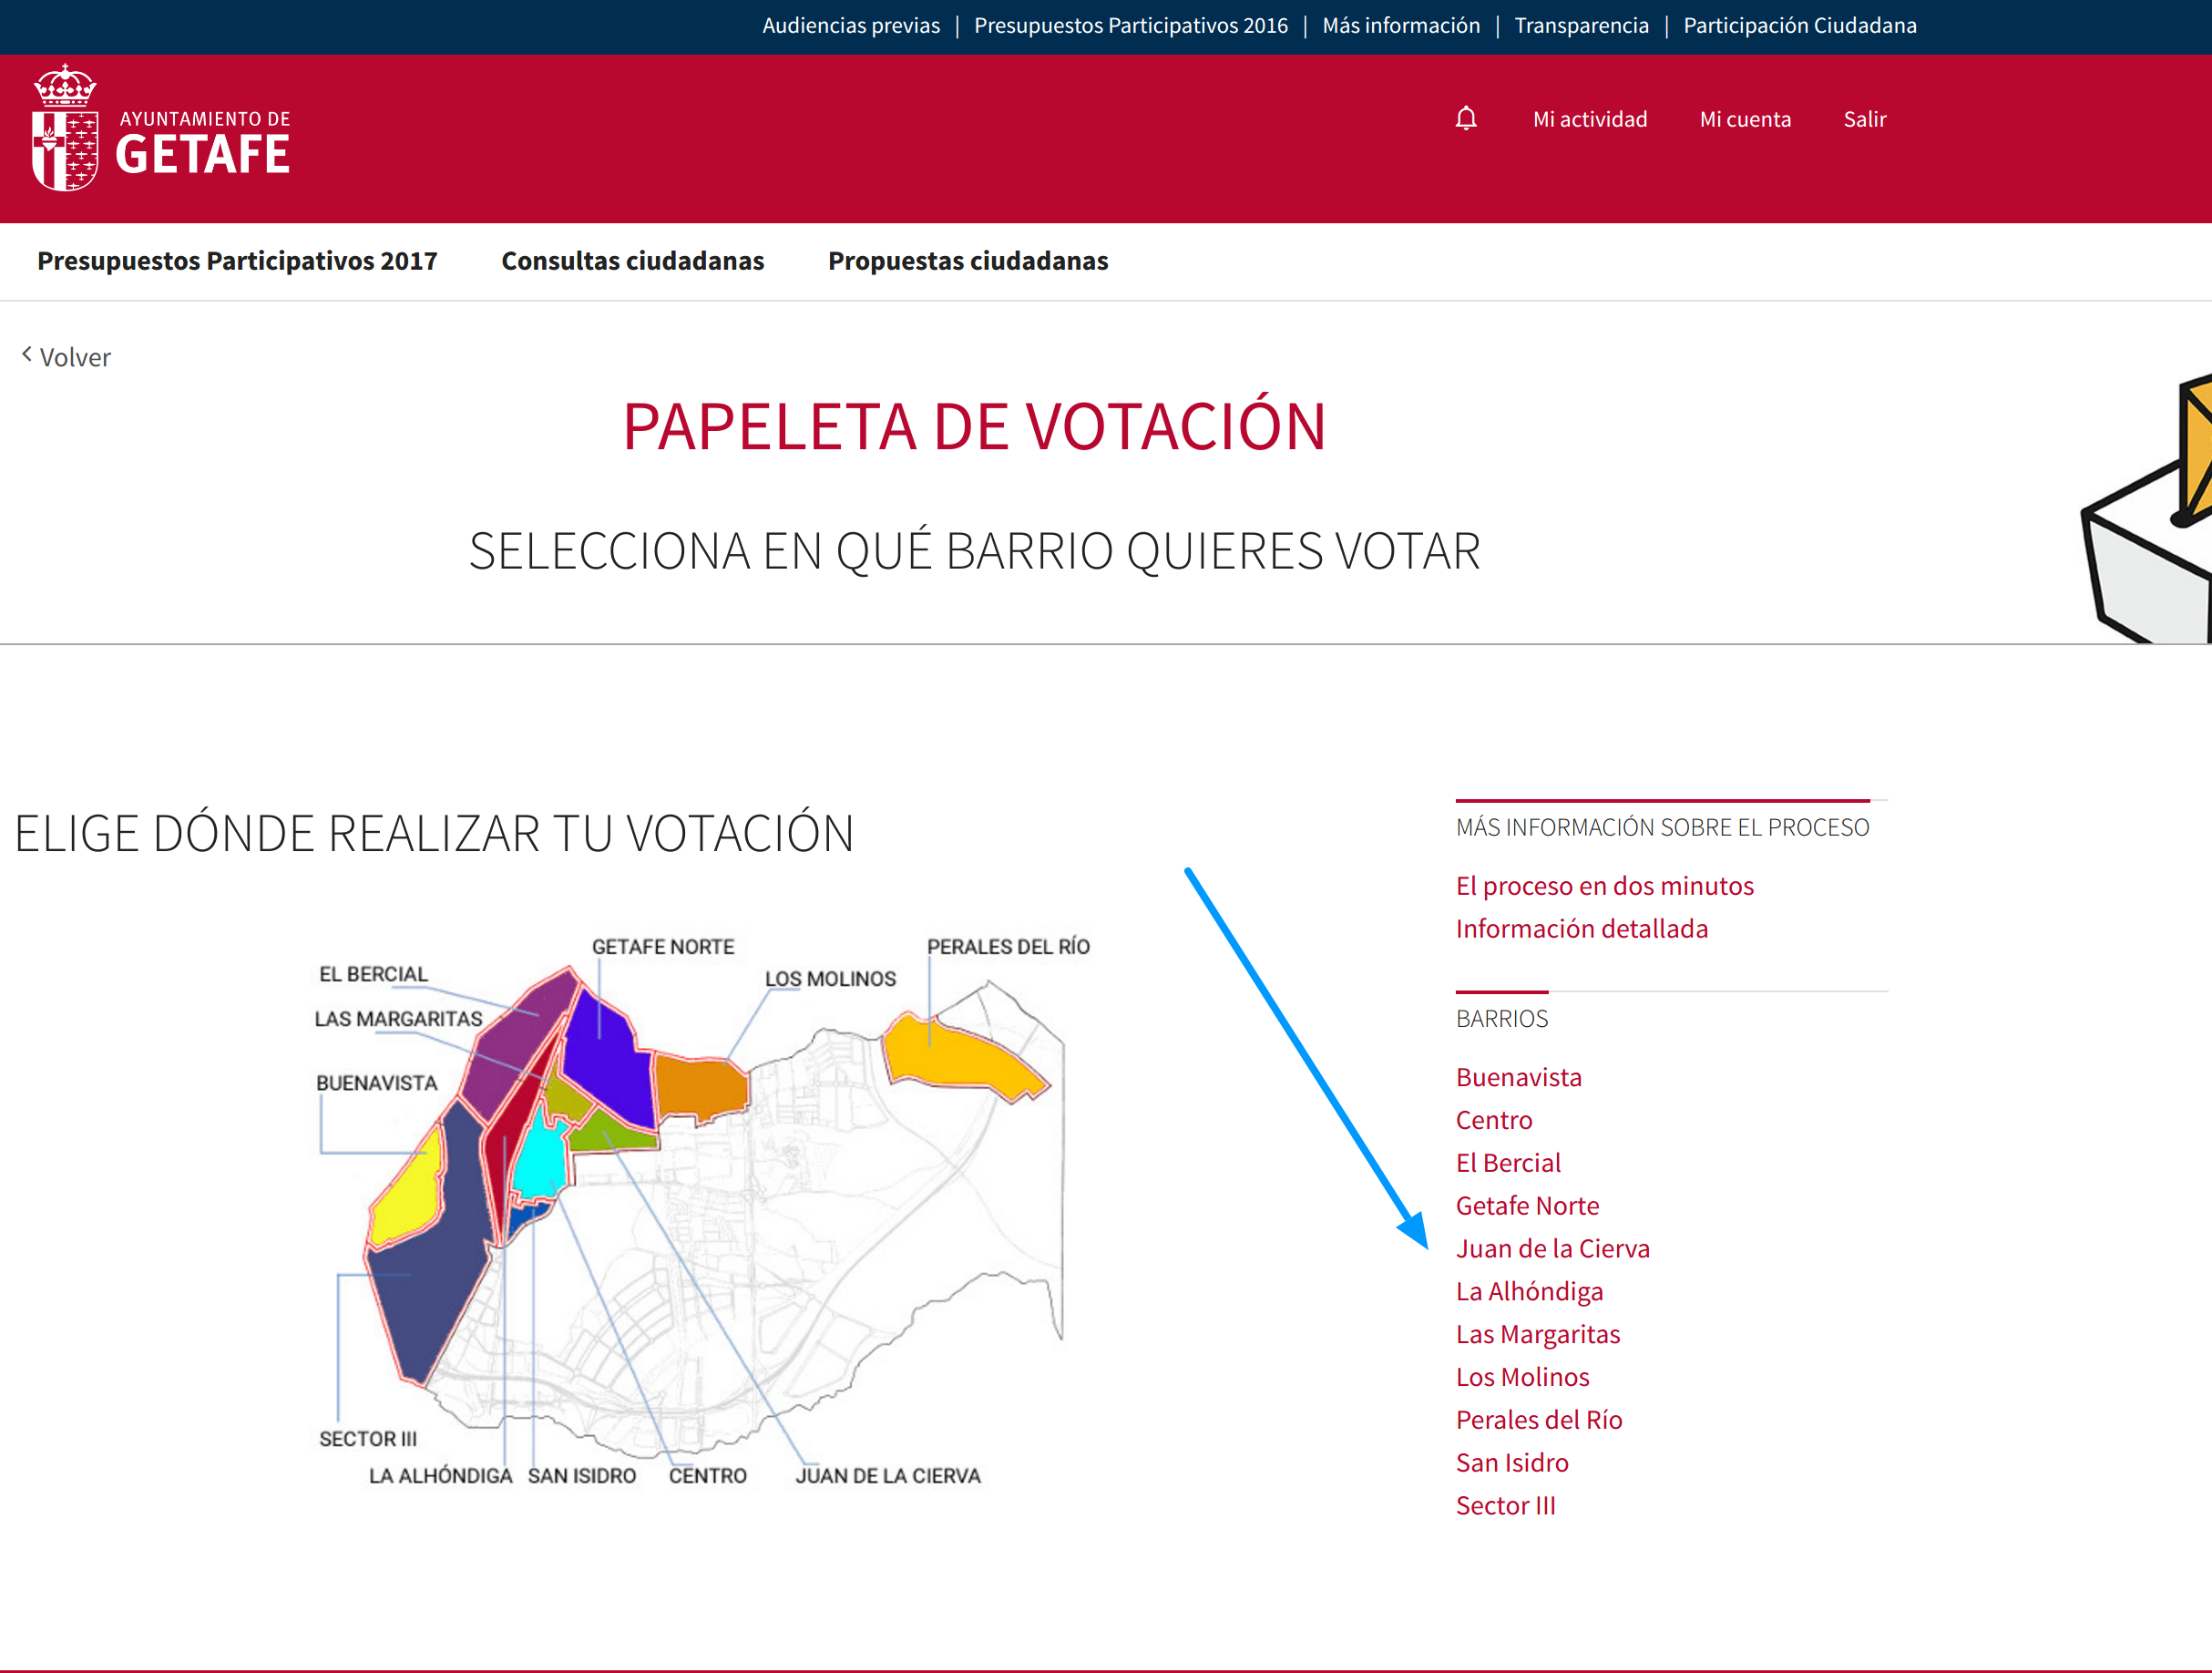 Audiencias previas | Presupuestos Participativos 2016 | Más información | Transparencia | Participación Ciudadana
AYUNTAMIENTO DE
GETAFE
Mi actividad Mi cuenta Salir
Presupuestos Participativos 2017 Consultas ciudadanas Propuestas ciudadanas
Volver
PAPELETA DE VOTACIÓN
SELECCIONA EN QUÉ BARRIO QUIERES VOTAR
ELIGE DÓNDE REALIZAR TU VOTACIÓN
GETAFE NORTE
PERALES DEL RÍO
EL BERCIAL
LOS MOLINOS
LAS MARGARITAS
BUENAVISTA
SECTOR III
LA ALHÓNDIGA
SAN ISIDRO
CENTRO
JUAN DE LA CIERVA
MÁS INFORMACIÓN SOBRE EL PROCESO
El proceso en dos minutos
Información detallada
BARRIOS
Buenavista
Centro
El Bercial
Getafe Norte
Juan de la Cierva
La Alhóndiga
Las Margaritas
Los Molinos
Perales del Río
San Isidro
Sector III